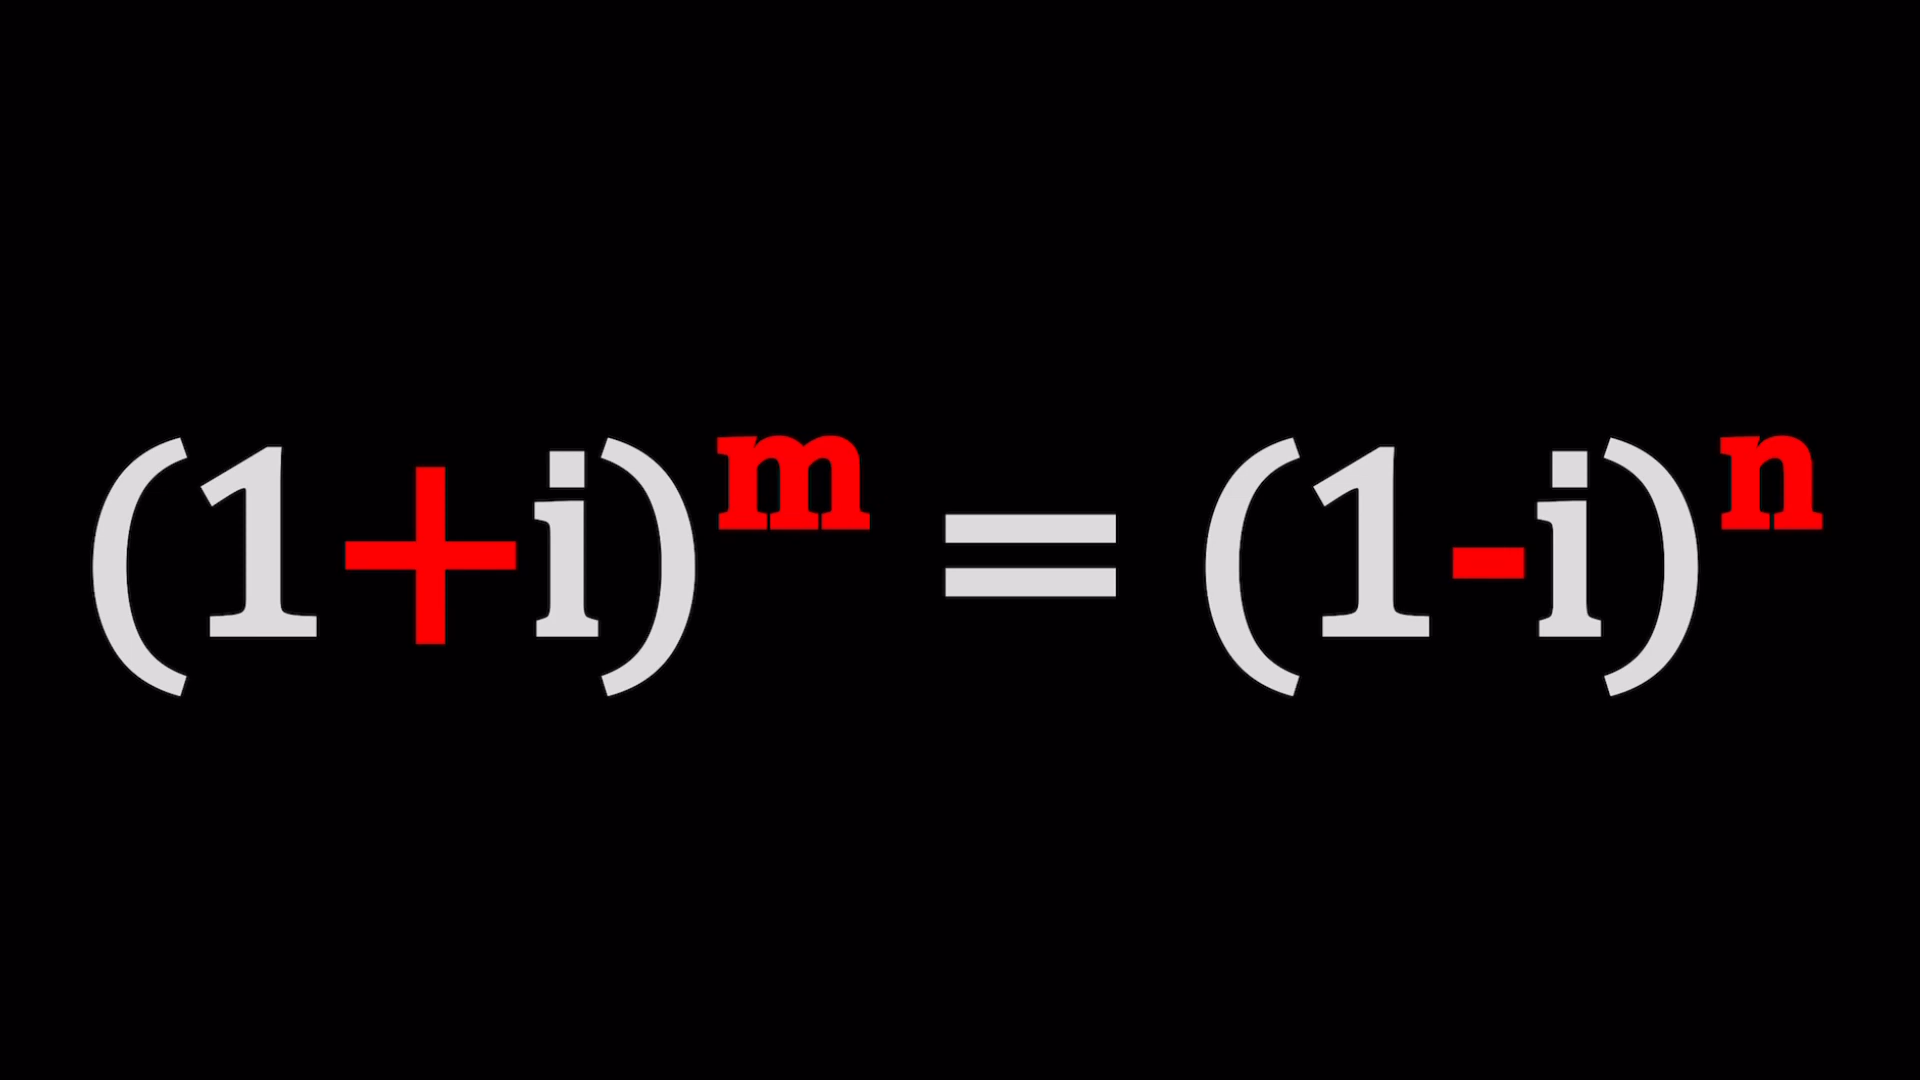 (1+i)^m = (1-i)^n